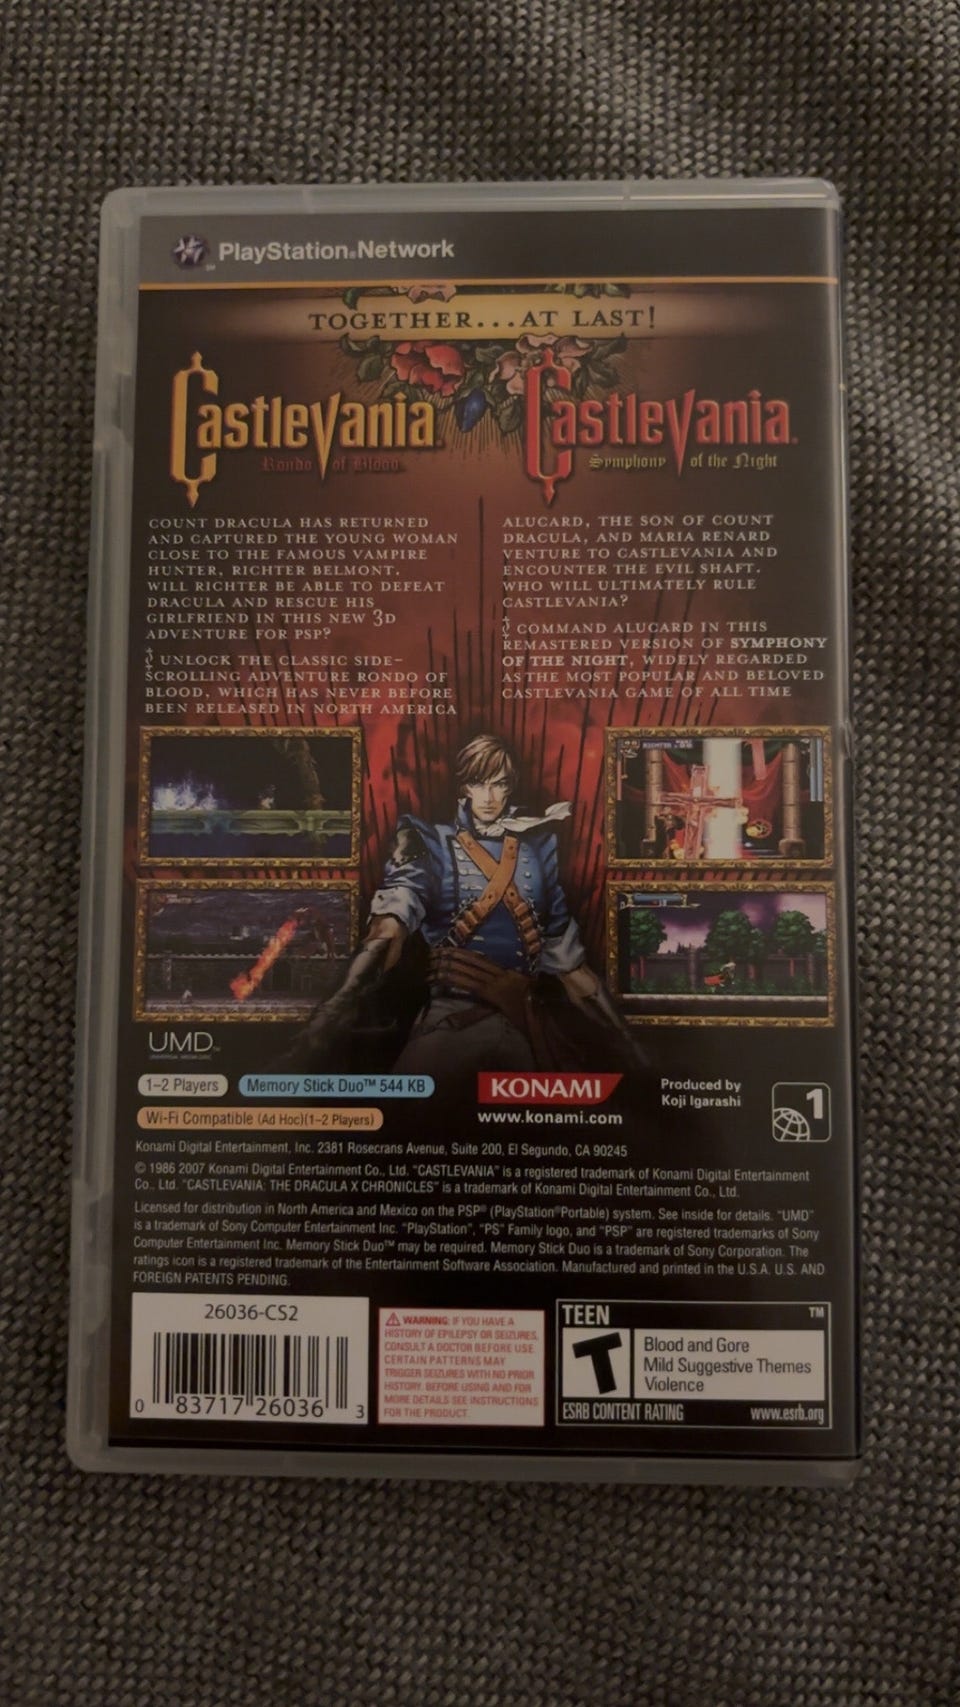 PlayStation®Network
SM
TOGETHER...AT LAST!
Castlevania
Rondo of Blood
COUNT DRACULA HAS RETURNED
AND CAPTURED THE YOUNG WOMAN
CLOSE TO THE FAMOUS VAMPIRE
HUNTER, RICHTER BELMONT.
WILL RICHTER BE ABLE TO DEFEAT
DRACULA AND RESCUE HIS
GIRLFRIEND IN THIS NEW 3D
ADVENTURE FOR PSP?
UNLOCK THE CLASSIC SIDE-
SCROLLING ADVENTURE RONDO OF
BLOOD, WHICH HAS NEVER BEFORE
BEEN RELEASED IN NORTH AMERICA
Castlevania
Symphony of the Night
ALUCARD, THE SON OF COUNT
DRACULA, AND MARIA RENARD
VENTURE TO CASTLEVANIA AND
ENCOUNTER THE EVIL SHAFT.
WHO WILL ULTIMATELY RULE
CASTLEVANIA?
COMMAND ALUCARD IN THIS
REMASTERED VERSION OF SYMPHONY
OF THE NIGHT, WIDELY REGARDED
AS THE MOST POPULAR AND BELOVED
CASTLEVANIA GAME OF ALL TIME
UMD™
UNIVERSAL MEDIA DISC
1-2 Players
Memory Stick Duo™ 544 KB
Wi-Fi Compatible (Ad Hoc)(1-2 Players)
KONAMI
www.konami.com
Produced by
Koji Igarashi
1
Konami Digital Entertainment, Inc. 2381 Rosecrans Avenue, Suite 200, El Segundo, CA 90245
© 1986 2007 Konami Digital Entertainment Co., Ltd. "CASTLEVANIA" is a registered trademark of Konami Digital Entertainment
Co., Ltd. "CASTLEVANIA: THE DRACULA X CHRONICLES" is a trademark of Konami Digital Entertainment Co., Ltd.
Licensed for distribution in North America and Mexico on the PSP® (PlayStation®Portable) system. See inside for details. "UMD"
is a trademark of Sony Computer Entertainment Inc. "PlayStation", "PS" Family logo, and "PSP" are registered trademarks of Sony
Computer Entertainment Inc. Memory Stick Duo™ may be required. Memory Stick Duo is a trademark of Sony Corporation. The
ratings icon is a registered trademark of the Entertainment Software Association. Manufactured and printed in the U.S.A. U.S. AND
FOREIGN PATENTS PENDING.
26036-CS2
0 83717 26036 3
WARNING: IF YOU HAVE A
HISTORY OF EPILEPSY OR SEIZURES,
CONSULT A DOCTOR BEFORE USE.
CERTAIN PATTERNS MAY
TRIGGER SEIZURES WITH NO PRIOR
HISTORY. BEFORE USING AND FOR
MORE DETAILS SEE INSTRUCTIONS
FOR THE PRODUCT.
TEEN ™
T
Blood and Gore
Mild Suggestive Themes
Violence
ESRB CONTENT RATING www.esrb.org